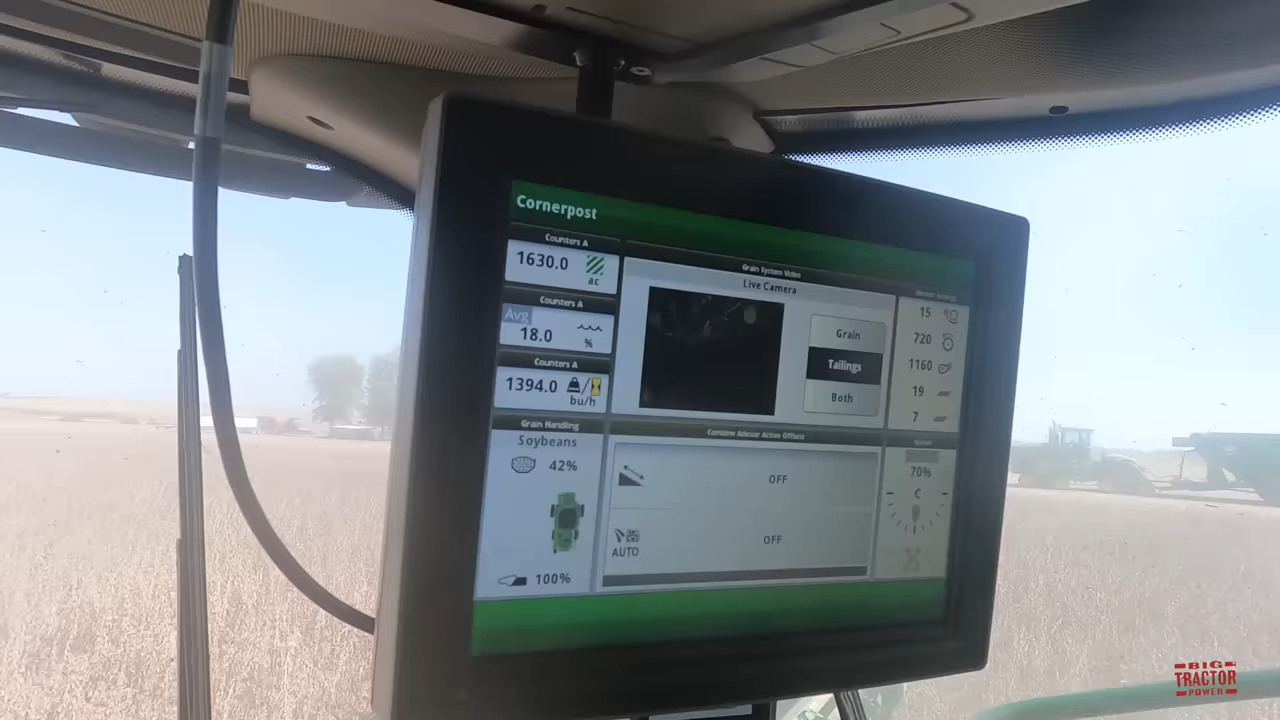 Cornerpost
Counters A
1630.0
ac
Counters A
Avg
18.0
%
Counters A
1394.0
bu/h
Grain Handling
Soybeans
42%
100%
Grain System Video
Live Camera
Grain
Tailings
Both
Combine Advisor Active Offsets
OFF
AUTO
OFF
15
720
1160
19
7
70%
C
BIG
TRACTOR
POWER